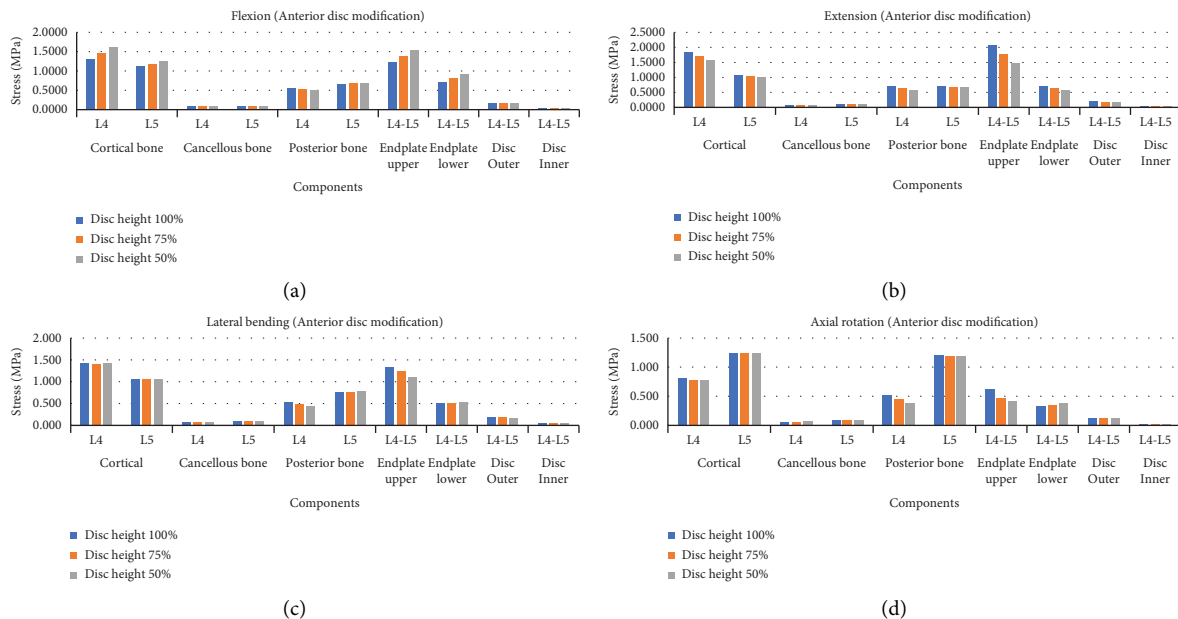 Flexion (Anterior disc modification)
Stress (MPa)
2.0000
1.5000
1.0000
0.5000
0.0000
L4 L5 L4 L5 L4 L5 L4-L5 L4-L5 L4-L5 L4-L5
Cortical bone Cancellous bone Posterior bone Endplate upper Endplate lower Disc Outer Disc Inner
Components
Disc height 100%
Disc height 75%
Disc height 50%
(a)
Extension (Anterior disc modification)
Stress (MPa)
2.5000
2.0000
1.5000
1.0000
0.5000
0.0000
L4 L5 L4 L5 L4 L5 L4-L5 L4-L5 L4-L5 L4-L5
Cortical Cancellous bone Posterior bone Endplate upper Endplate lower Disc Outer Disc Inner
Components
Disc height 100%
Disc height 75%
Disc height 50%
(b)
Lateral bending (Anterior disc modification)
Stress (MPa)
2.000
1.500
1.000
0.500
0.000
L4 L5 L4 L5 L4 L5 L4-L5 L4-L5 L4-L5 L4-L5
Cortical Cancellous bone Posterior bone Endplate upper Endplate lower Disc Outer Disc Inner
Components
Disc height 100%
Disc height 75%
Disc height 50%
(c)
Axial rotation (Anterior disc modification)
Stress (MPa)
1.500
1.000
0.500
0.000
L4 L5 L4 L5 L4 L5 L4-L5 L4-L5 L4-L5 L4-L5
Cortical Cancellous bone Posterior bone Endplate upper Endplate lower Disc Outer Disc Inner
Components
Disc height 100%
Disc height 75%
Disc height 50%
(d)